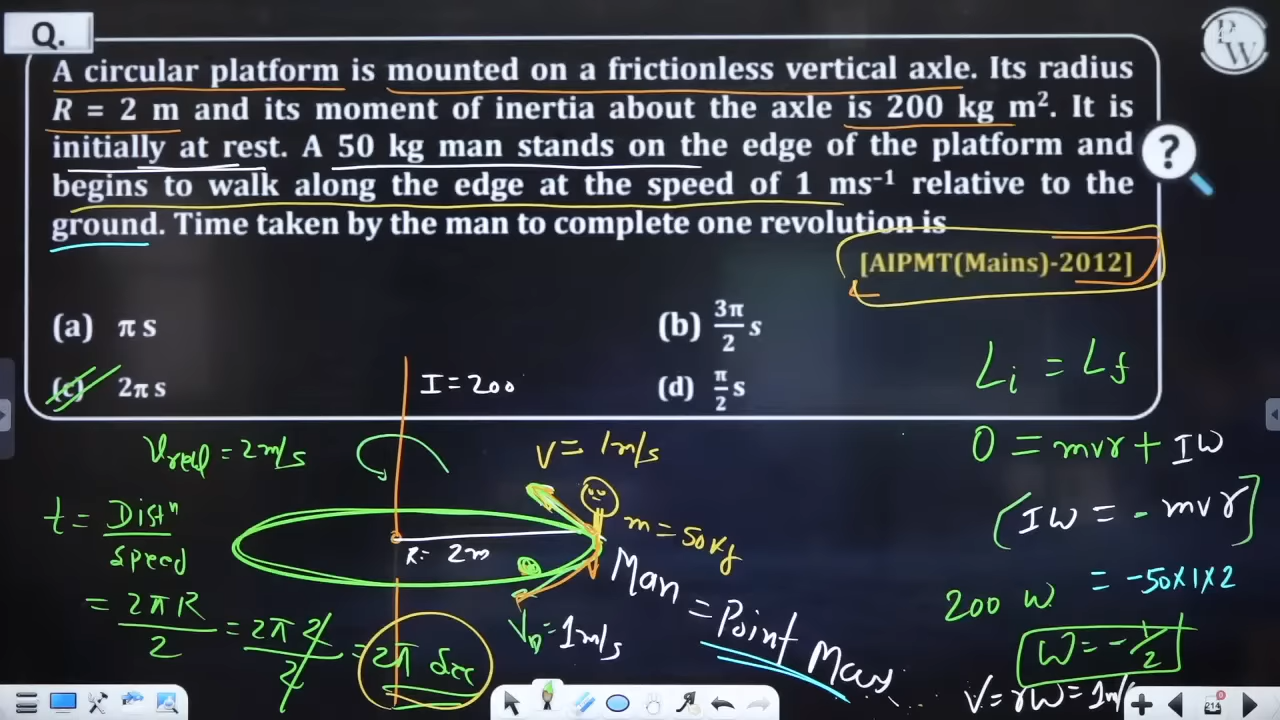 Q.
PW
A circular platform is mounted on a frictionless vertical axle. Its radius
R = 2 m and its moment of inertia about the axle is 200 kg m². It is
initially at rest. A 50 kg man stands on the edge of the platform and
begins to walk along the edge at the speed of 1 ms⁻¹ relative to the
ground. Time taken by the man to complete one revolution is
[AIPMT(Mains)-2012]
?
(a) π s
(b) 3π/2 s
(c) 2π s
(d) π/2 s
I = 200
Li = Lf
0 = mvr + Iω
(Iω = - mvr]
200 ω = -50×1×2
ω = -1/2
V = rω = 1m/
V = 1m/s
m = 50kg
R = 2m
Man = Point Mass
1m/s
= 2m/s
t = Distⁿ / Speed
= 2πR / 2 = 2π2 / 2 = 2π Sec
214